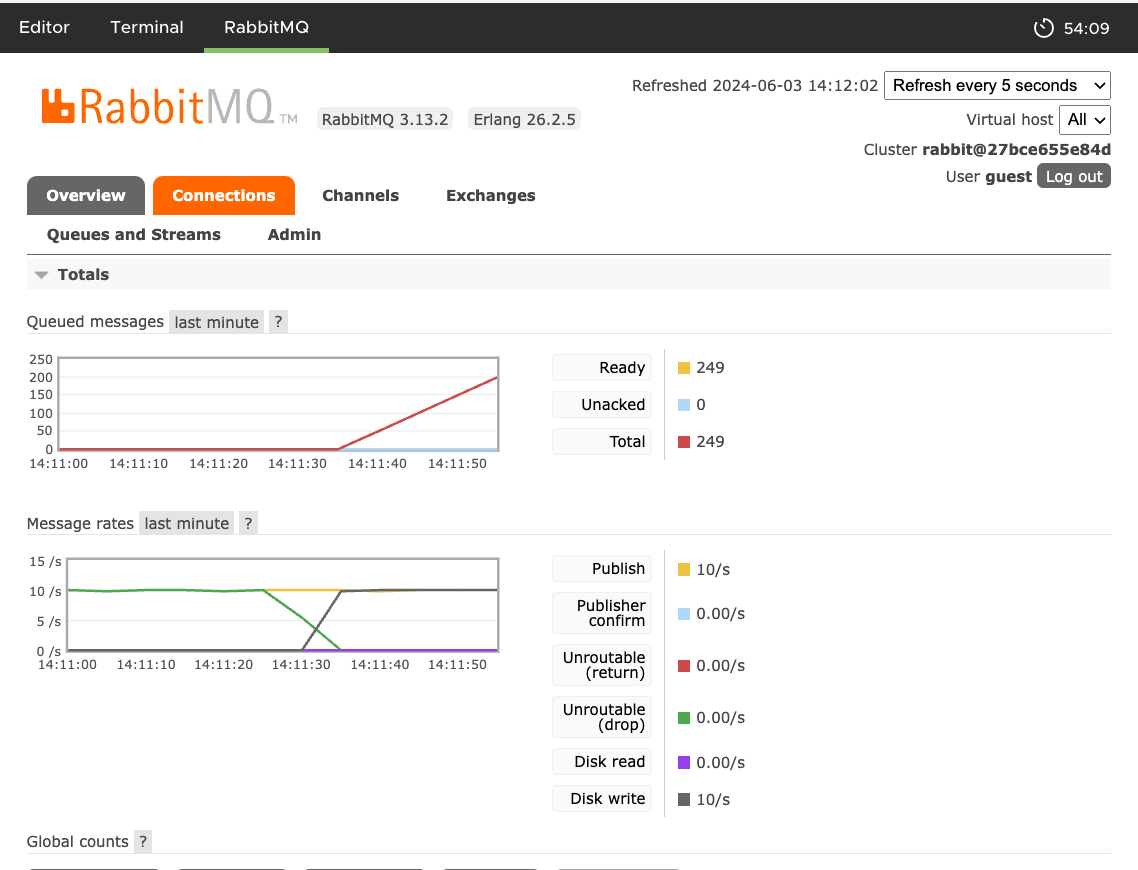 Editor Terminal RabbitMQ 54:09
RabbitMQ TM RabbitMQ 3.13.2 Erlang 26.2.5
Refreshed 2024-06-03 14:12:02 Refresh every 5 seconds
Virtual host All
Cluster rabbit@27bce655e84d
User guest Log out
Overview Connections Channels Exchanges
Queues and Streams Admin
Totals
Queued messages last minute ?
250
200
150
100
50
0
14:11:00 14:11:10 14:11:20 14:11:30 14:11:40 14:11:50
Ready 249
Unacked 0
Total 249
Message rates last minute ?
15 /s
10 /s
5 /s
0 /s
14:11:00 14:11:10 14:11:20 14:11:30 14:11:40 14:11:50
Publish 10/s
Publisher
confirm 0.00/s
Unroutable
(return) 0.00/s
Unroutable
(drop) 0.00/s
Disk read 0.00/s
Disk write 10/s
Global counts ?